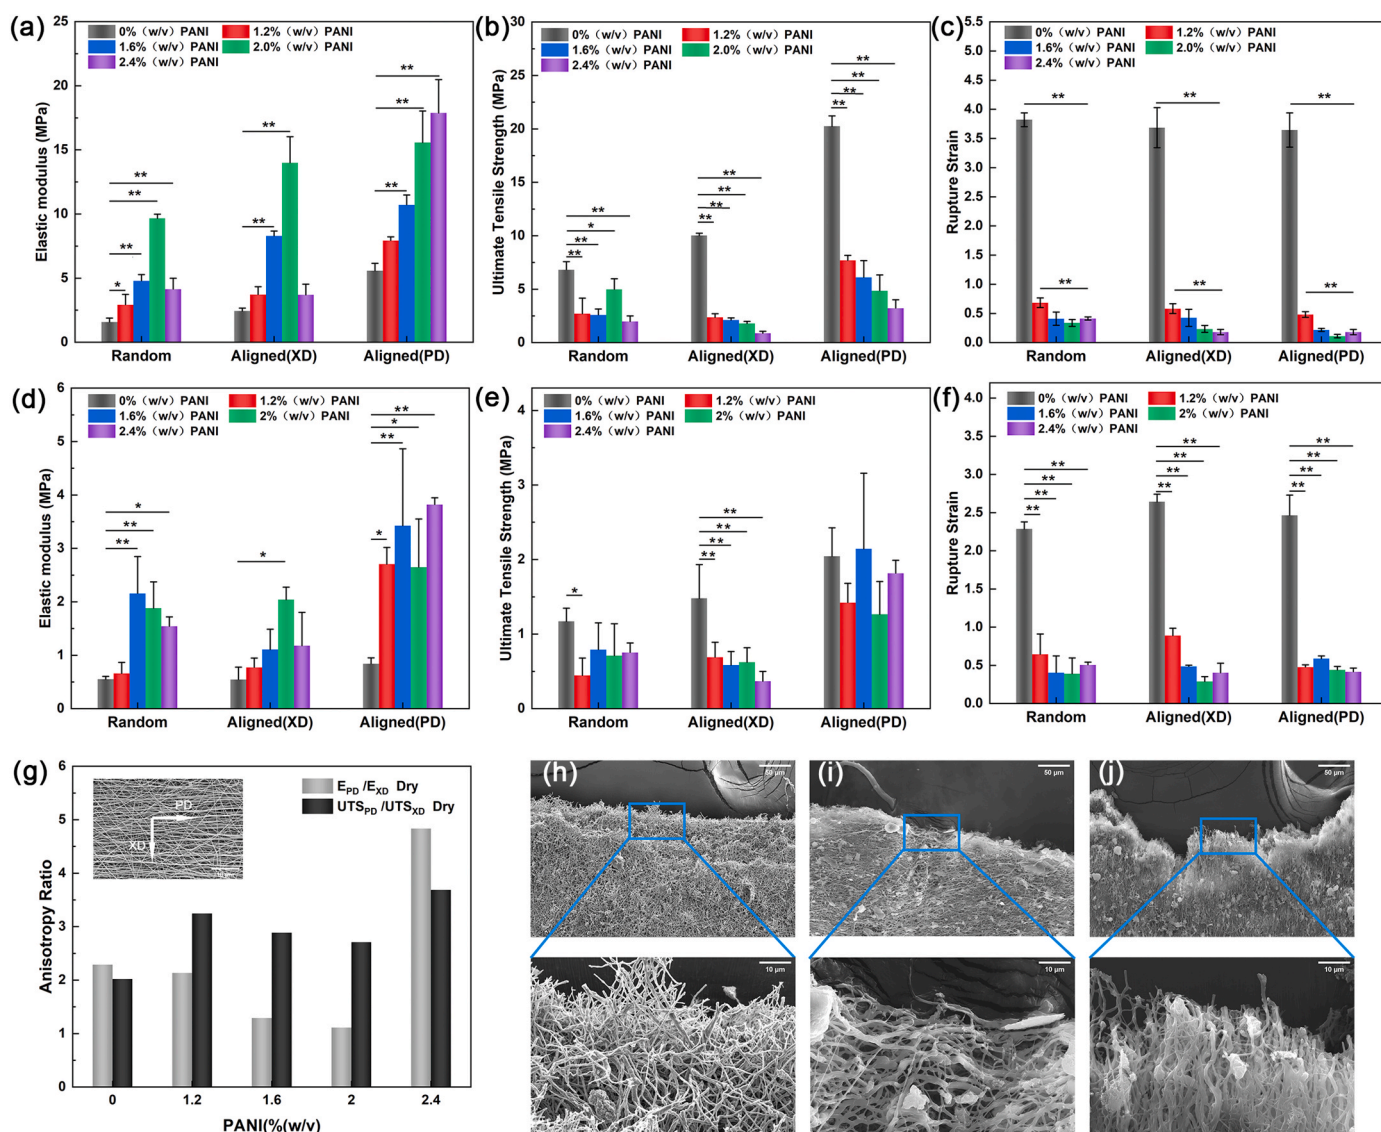 (a)
25
20
15
10
5
0
Elastic modulus (MPa)
0%（w/v）PANI
1.2%（w/v）PANI
1.6%（w/v）PANI
2.0%（w/v）PANI
2.4%（w/v）PANI
**
**
**
*
**
**
**
**
**
Random
Aligned(XD)
Aligned(PD)
(b)
30
25
20
15
10
5
0
Ultimate Tensile Strength (MPa)
0%（w/v）PANI
1.2%（w/v）PANI
1.6%（w/v）PANI
2.0%（w/v）PANI
2.4%（w/v）PANI
**
*
**
**
**
**
**
**
**
**
**
**
Random
Aligned(XD)
Aligned(PD)
(c)
5.5
5.0
4.5
4.0
3.5
3.0
2.5
2.0
1.5
1.0
0.5
0.0
Rupture Strain
0%（w/v）PANI
1.2%（w/v）PANI
1.6%（w/v）PANI
2.0%（w/v）PANI
2.4%（w/v）PANI
**
**
**
**
**
**
Random
Aligned(XD)
Aligned(PD)
(d)
6
5
4
3
2
1
0
Elastic modulus (MPa)
0%（w/v）PANI
1.2%（w/v）PANI
1.6%（w/v）PANI
2%（w/v）PANI
2.4%（w/v）PANI
*
**
**
*
**
*
**
*
Random
Aligned(XD)
Aligned(PD)
(e)
4
3
2
1
0
Ultimate Tensile Strength (MPa)
0%（w/v）PANI
1.2%（w/v）PANI
1.6%（w/v）PANI
2%（w/v）PANI
2.4%（w/v）PANI
*
**
**
**
**
Random
Aligned(XD)
Aligned(PD)
(f)
4.0
3.5
3.0
2.5
2.0
1.5
1.0
0.5
0.0
Rupture Strain
0%（w/v）PANI
1.2%（w/v）PANI
1.6%（w/v）PANI
2%（w/v）PANI
2.4%（w/v）PANI
**
**
**
**
**
**
**
**
**
**
**
**
Random
Aligned(XD)
Aligned(PD)
(g)
6
5
4
3
2
1
0
Anisotropy Ratio
PD
XD
EPD /EXD Dry
UTSPD /UTSXD Dry
0
1.2
1.6
2
2.4
PANI(%(w/v)
(h)
50 μm
10 μm
(i)
50 μm
10 μm
(j)
50 μm
10 μm